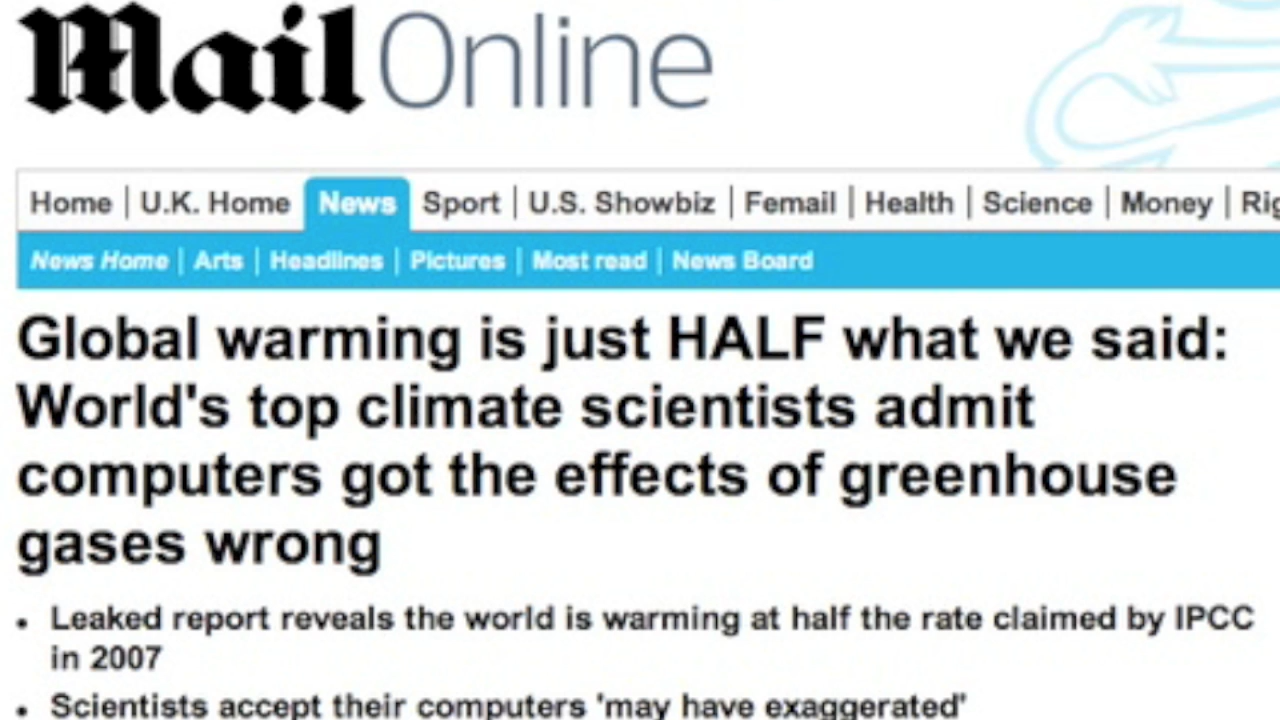 Mail Online
Home | U.K. Home | News | Sport | U.S. Showbiz | Femail | Health | Science | Money |
News Home | Arts | Headlines | Pictures | Most read | News Board
Global warming is just HALF what we said:
World's top climate scientists admit
computers got the effects of greenhouse
gases wrong
• Leaked report reveals the world is warming at half the rate claimed by IPCC
in 2007
• Scientists accept their computers 'may have exaggerated'